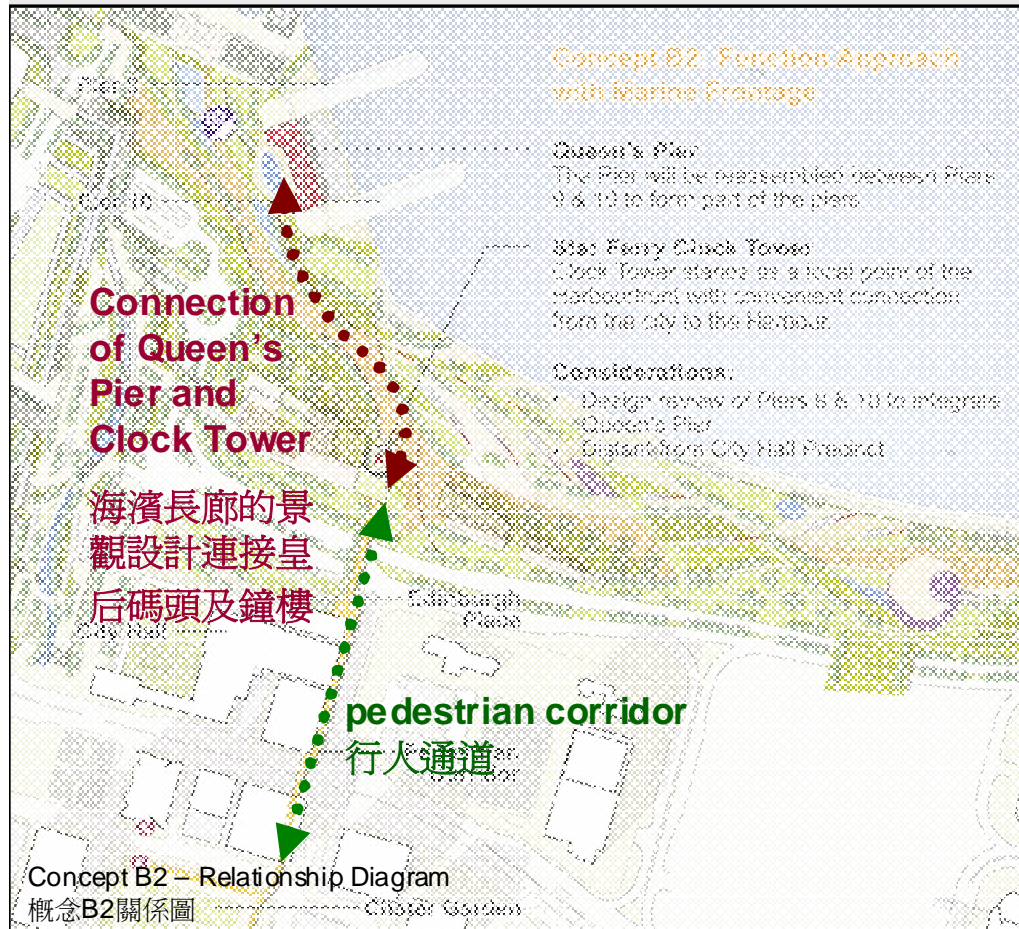 Concept B2: Function Approach
with Marine Frontage
Pier 9
Queen's Pier
The Pier will be reassembled between Piers
9 & 10 to form part of the piers
Star Ferry Clock Tower
Clock Tower stands as a focal point of the
Harbourfront with convenient connection
from the city to the Harbour.
Considerations:
Design review of Piers 9 & 10 to integrate
Queen's Pier
Distant from City Hall Precinct
Connection
of Queen's
Pier and
Clock Tower
海濱長廊的景
觀設計連接皇
后碼頭及鐘樓
City Hall
Edinburgh
Place
pedestrian corridor
行人通道
Corridor
Concept B2 – Relationship Diagram
概念B2關係圖
Chater Garden